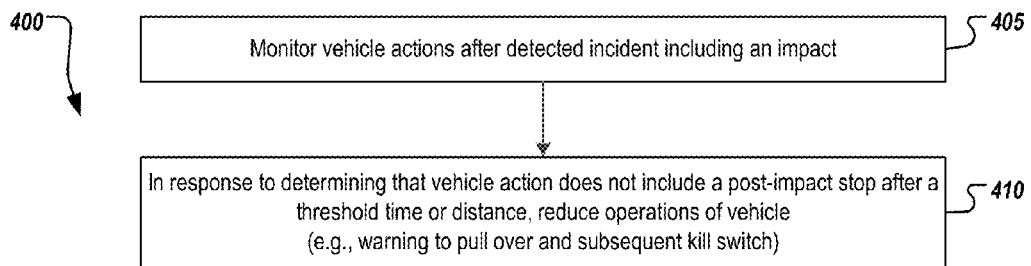 400
405
Monitor vehicle actions after detected incident including an impact
In response to determining that vehicle action does not include a post-impact stop after a
threshold time or distance, reduce operations of vehicle
(e.g., warning to pull over and subsequent kill switch)
410